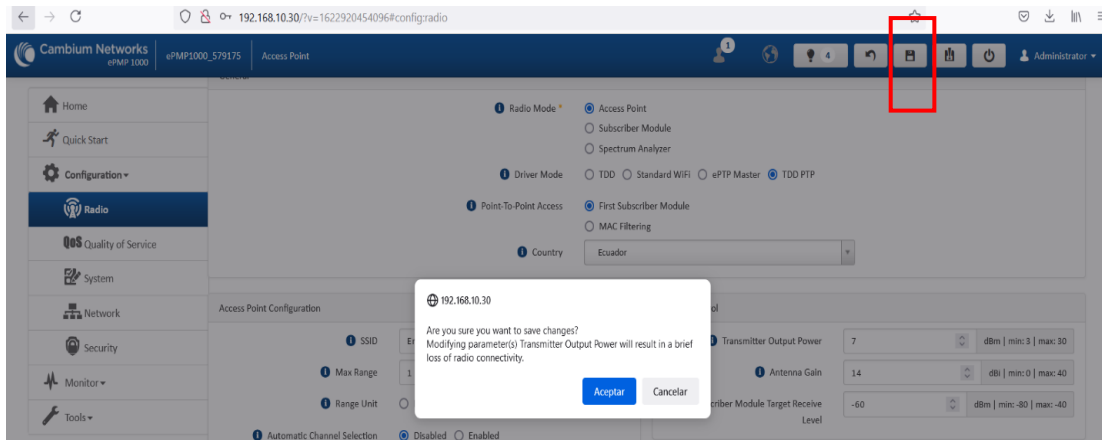 192.168.10.30/?v=1622920454096#config:radio
Cambium Networks
ePMP 1000
ePMP1000_579175
Access Point
1
4
Administrator
Home
Quick Start
Configuration
Radio
QoS Quality of Service
System
Network
Security
Monitor
Tools
General
Radio Mode *
Access Point
Subscriber Module
Spectrum Analyzer
Driver Mode
TDD Standard WiFi ePTP Master TDD PTP
Point-To-Point Access
First Subscriber Module
MAC Filtering
Country
Ecuador
Access Point Configuration
SSID
Max Range
1
Range Unit
Automatic Channel Selection
Disabled Enabled
192.168.10.30
Are you sure you want to save changes?
Modifying parameter(s) Transmitter Output Power will result in a brief
loss of radio connectivity.
Aceptar Cancelar
Transmitter Output Power
7
dBm | min: 3 | max: 30
Antenna Gain
14
dBi | min: 0 | max: 40
Module Target Receive
Level
-60
dBm | min: -80 | max: -40